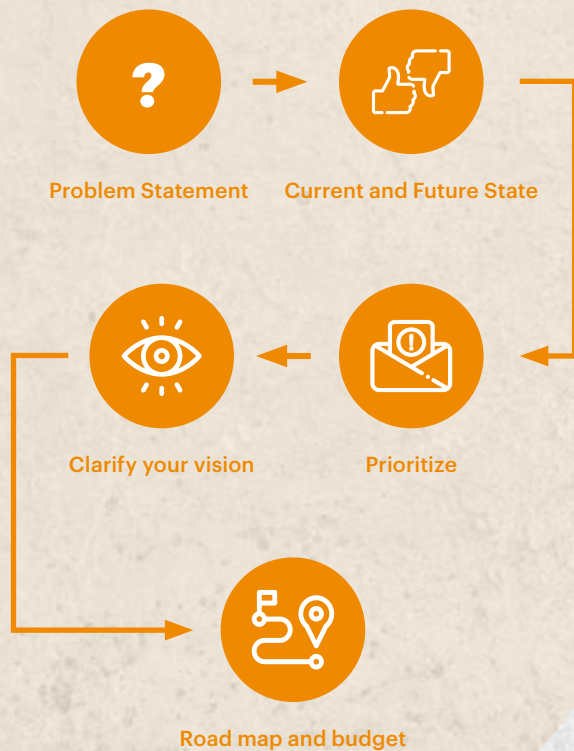 ?
Problem Statement
Current and Future State
Prioritize
Clarify your vision
Road map and budget